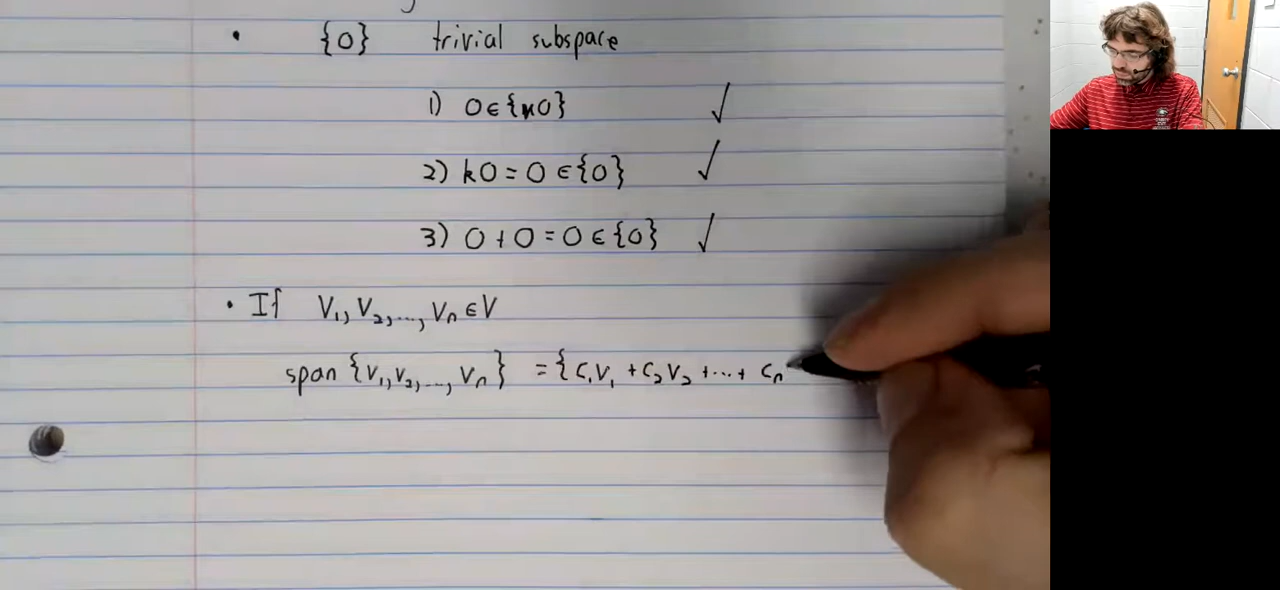 • {0} trivial subspace
1) 0∈{0} ✓
2) k0 = 0 ∈{0} ✓
3) 0 + 0 = 0 ∈ {0} ✓
• If V₁, V₂, ..., Vₙ ∈ V
span {V₁, V₂, ..., Vₙ} = {C₁V₁ + C₂V₂ + ... + Cₙ